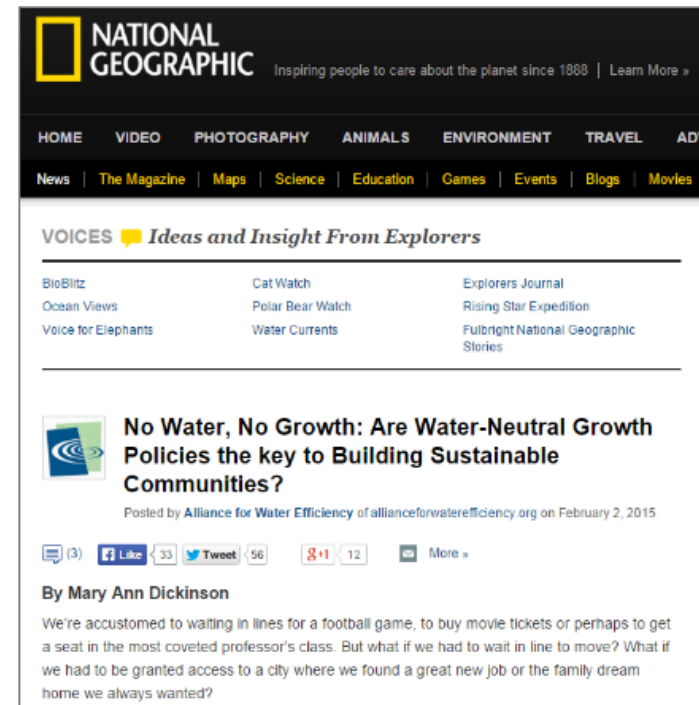 NATIONAL
GEOGRAPHIC Inspiring people to care about the planet since 1888 | Learn More »
HOME VIDEO PHOTOGRAPHY ANIMALS ENVIRONMENT TRAVEL
News | The Magazine | Maps | Science | Education | Games | Events | Blogs | Movies
VOICES Ideas and Insight From Explorers
BioBlitz Cat Watch Explorers Journal
Ocean Views Polar Bear Watch Rising Star Expedition
Voice for Elephants Water Currents Fulbright National Geographic
Stories
No Water, No Growth: Are Water-Neutral Growth
Policies the key to Building Sustainable
Communities?
Posted by Alliance for Water Efficiency of allianceforwaterefficiency.org on February 2, 2015
(3) Like 33 Tweet 56 g+1 12 More »
By Mary Ann Dickinson
We're accustomed to waiting in lines for a football game, to buy movie tickets or perhaps to get
a seat in the most coveted professor's class. But what if we had to wait in line to move? What if
we had to be granted access to a city where we found a great new job or the family dream
home we always wanted?